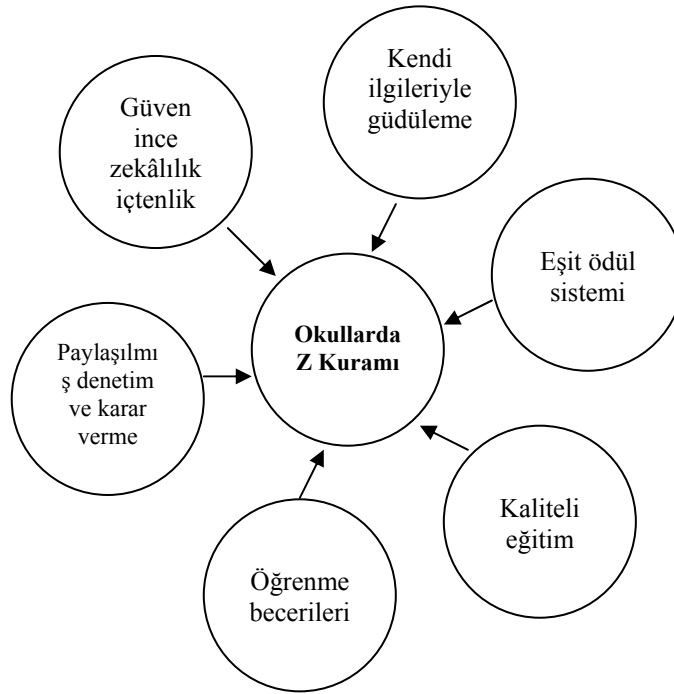 Kendi
ilgileriyle
güdüleme
Güven
ince
zekâlılık
içtenlik
Eşit ödül
sistemi
Okullarda
Z Kuramı
Paylaşılmı
ş denetim
ve karar
verme
Kaliteli
eğitim
Öğrenme
becerileri